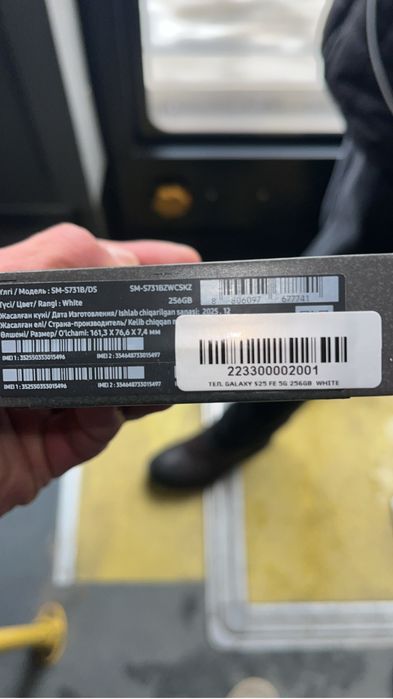 Үлгі / Модель : SM-S731B/DS SM-S731BZWCSKZ
Түсі/ Цвет/ Rangi : White 256GB
8 806097 677741
Жасалған күні/ Дата Изготовления/ Ishlab chiqarilgan sanasi: 2025. 12
Жасалған елі/ Страна-производитель/ Kelib chiqqan
Өлшемі/ Размер/ O'lchami: 161,3 X 76,6 X 7,4 мм
IMEI 1 : 352550353015496 IMEI 2 : 354648733015497
IMEI 1 : 352550353015496 IMEI 2 : 354648733015497
223300002001
ТЕЛ. GALAXY S25 FE 5G 256GB WHITE